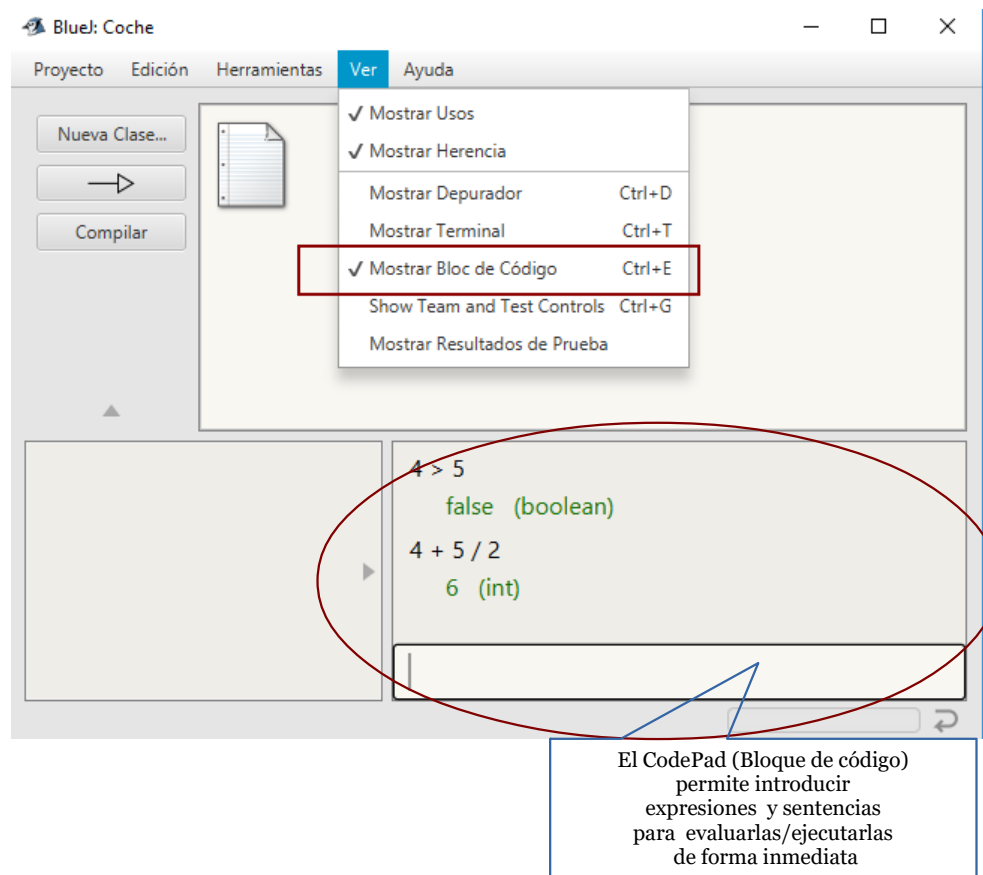 BlueJ: Coche
Proyecto Edición Herramientas Ver Ayuda
Nueva Clase...
Compilar
✓ Mostrar Usos
✓ Mostrar Herencia
Mostrar Depurador Ctrl+D
Mostrar Terminal Ctrl+T
✓ Mostrar Bloc de Código Ctrl+E
Show Team and Test Controls Ctrl+G
Mostrar Resultados de Prueba
4 > 5
false (boolean)
4 + 5 / 2
6 (int)
El CodePad (Bloque de código)
permite introducir
expresiones y sentencias
para evaluarlas/ejecutarlas
de forma inmediata